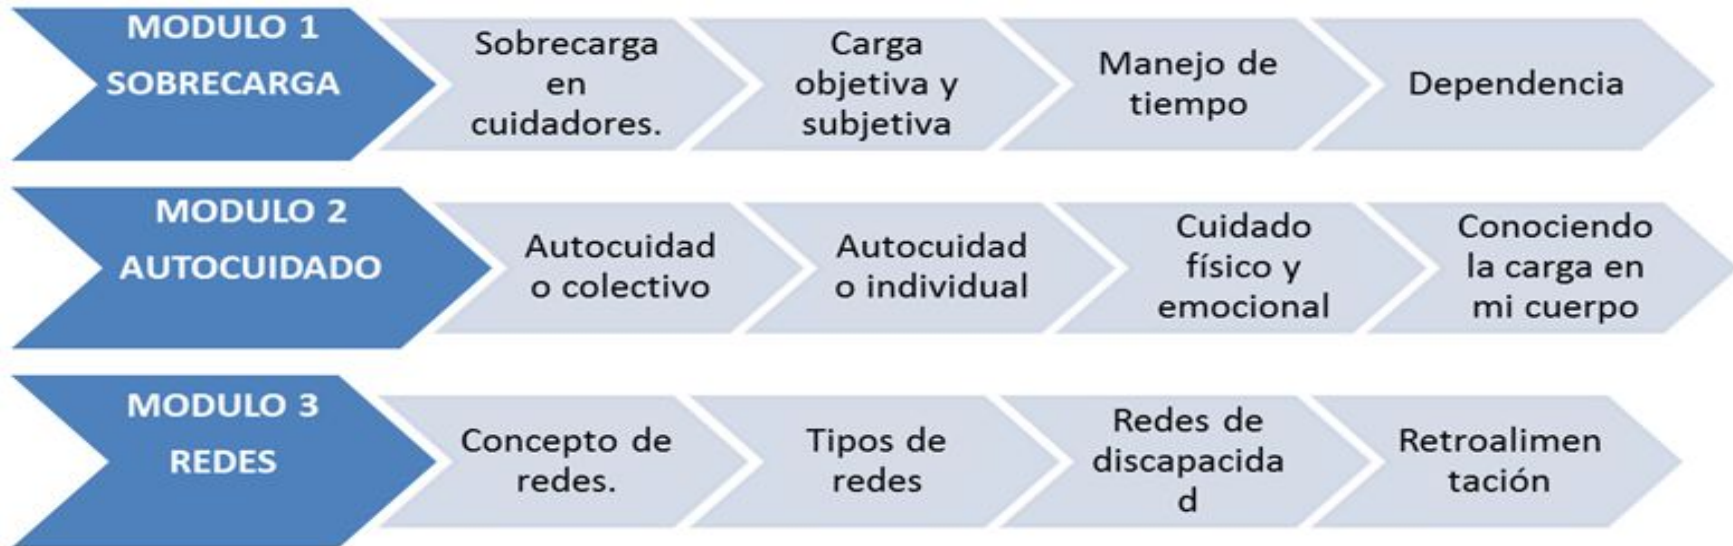 MODULO 1
SOBRECARGA
Sobrecarga
en
cuidadores.
Carga
objetiva y
subjetiva
Manejo de
tiempo
Dependencia
MODULO 2
AUTOCUIDADO
Autocuidad
o colectivo
Autocuidad
o individual
Cuidado
físico y
emocional
Conociendo
la carga en
mi cuerpo
MODULO 3
REDES
Concepto de
redes.
Tipos de
redes
Redes de
discapacida
d
Retroalimen
tación